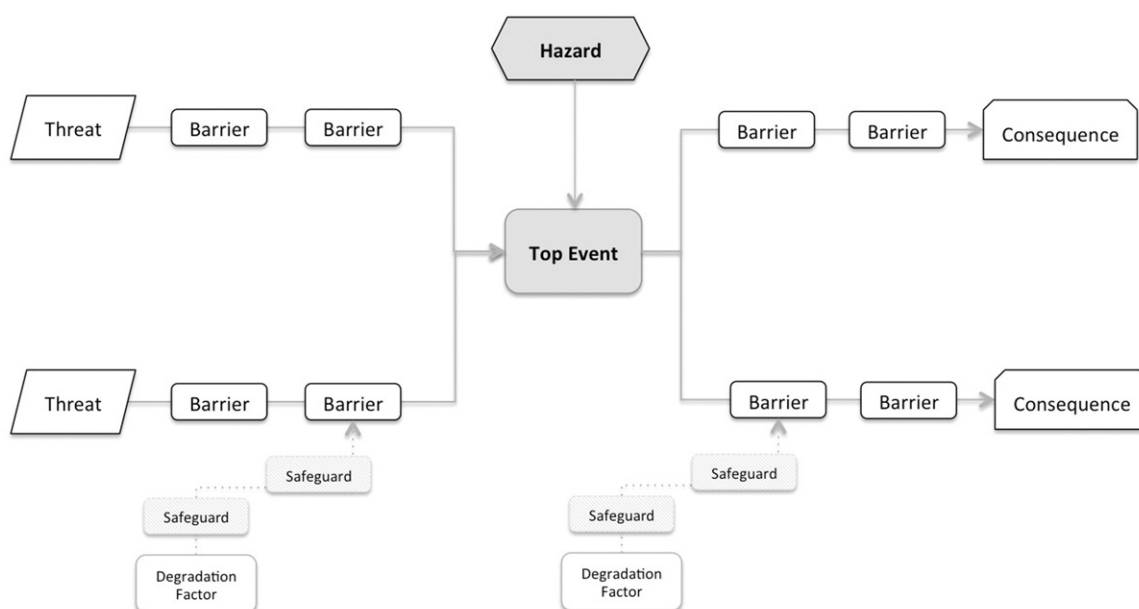 Hazard
Threat
Barrier
Barrier
Barrier
Barrier
Consequence
Top Event
Threat
Barrier
Barrier
Barrier
Barrier
Consequence
Safeguard
Safeguard
Safeguard
Safeguard
Degradation
Factor
Degradation
Factor